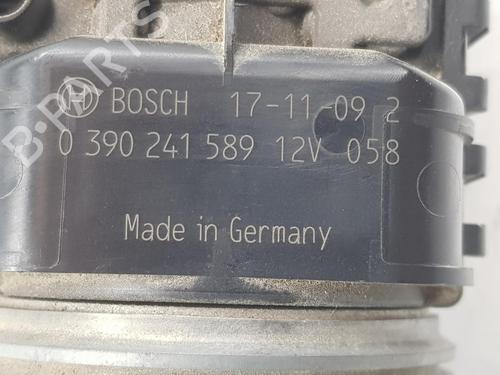 BOSCH 17-11-09 2
0 390 241 589 12V 058
Made in Germany
B-PARTS